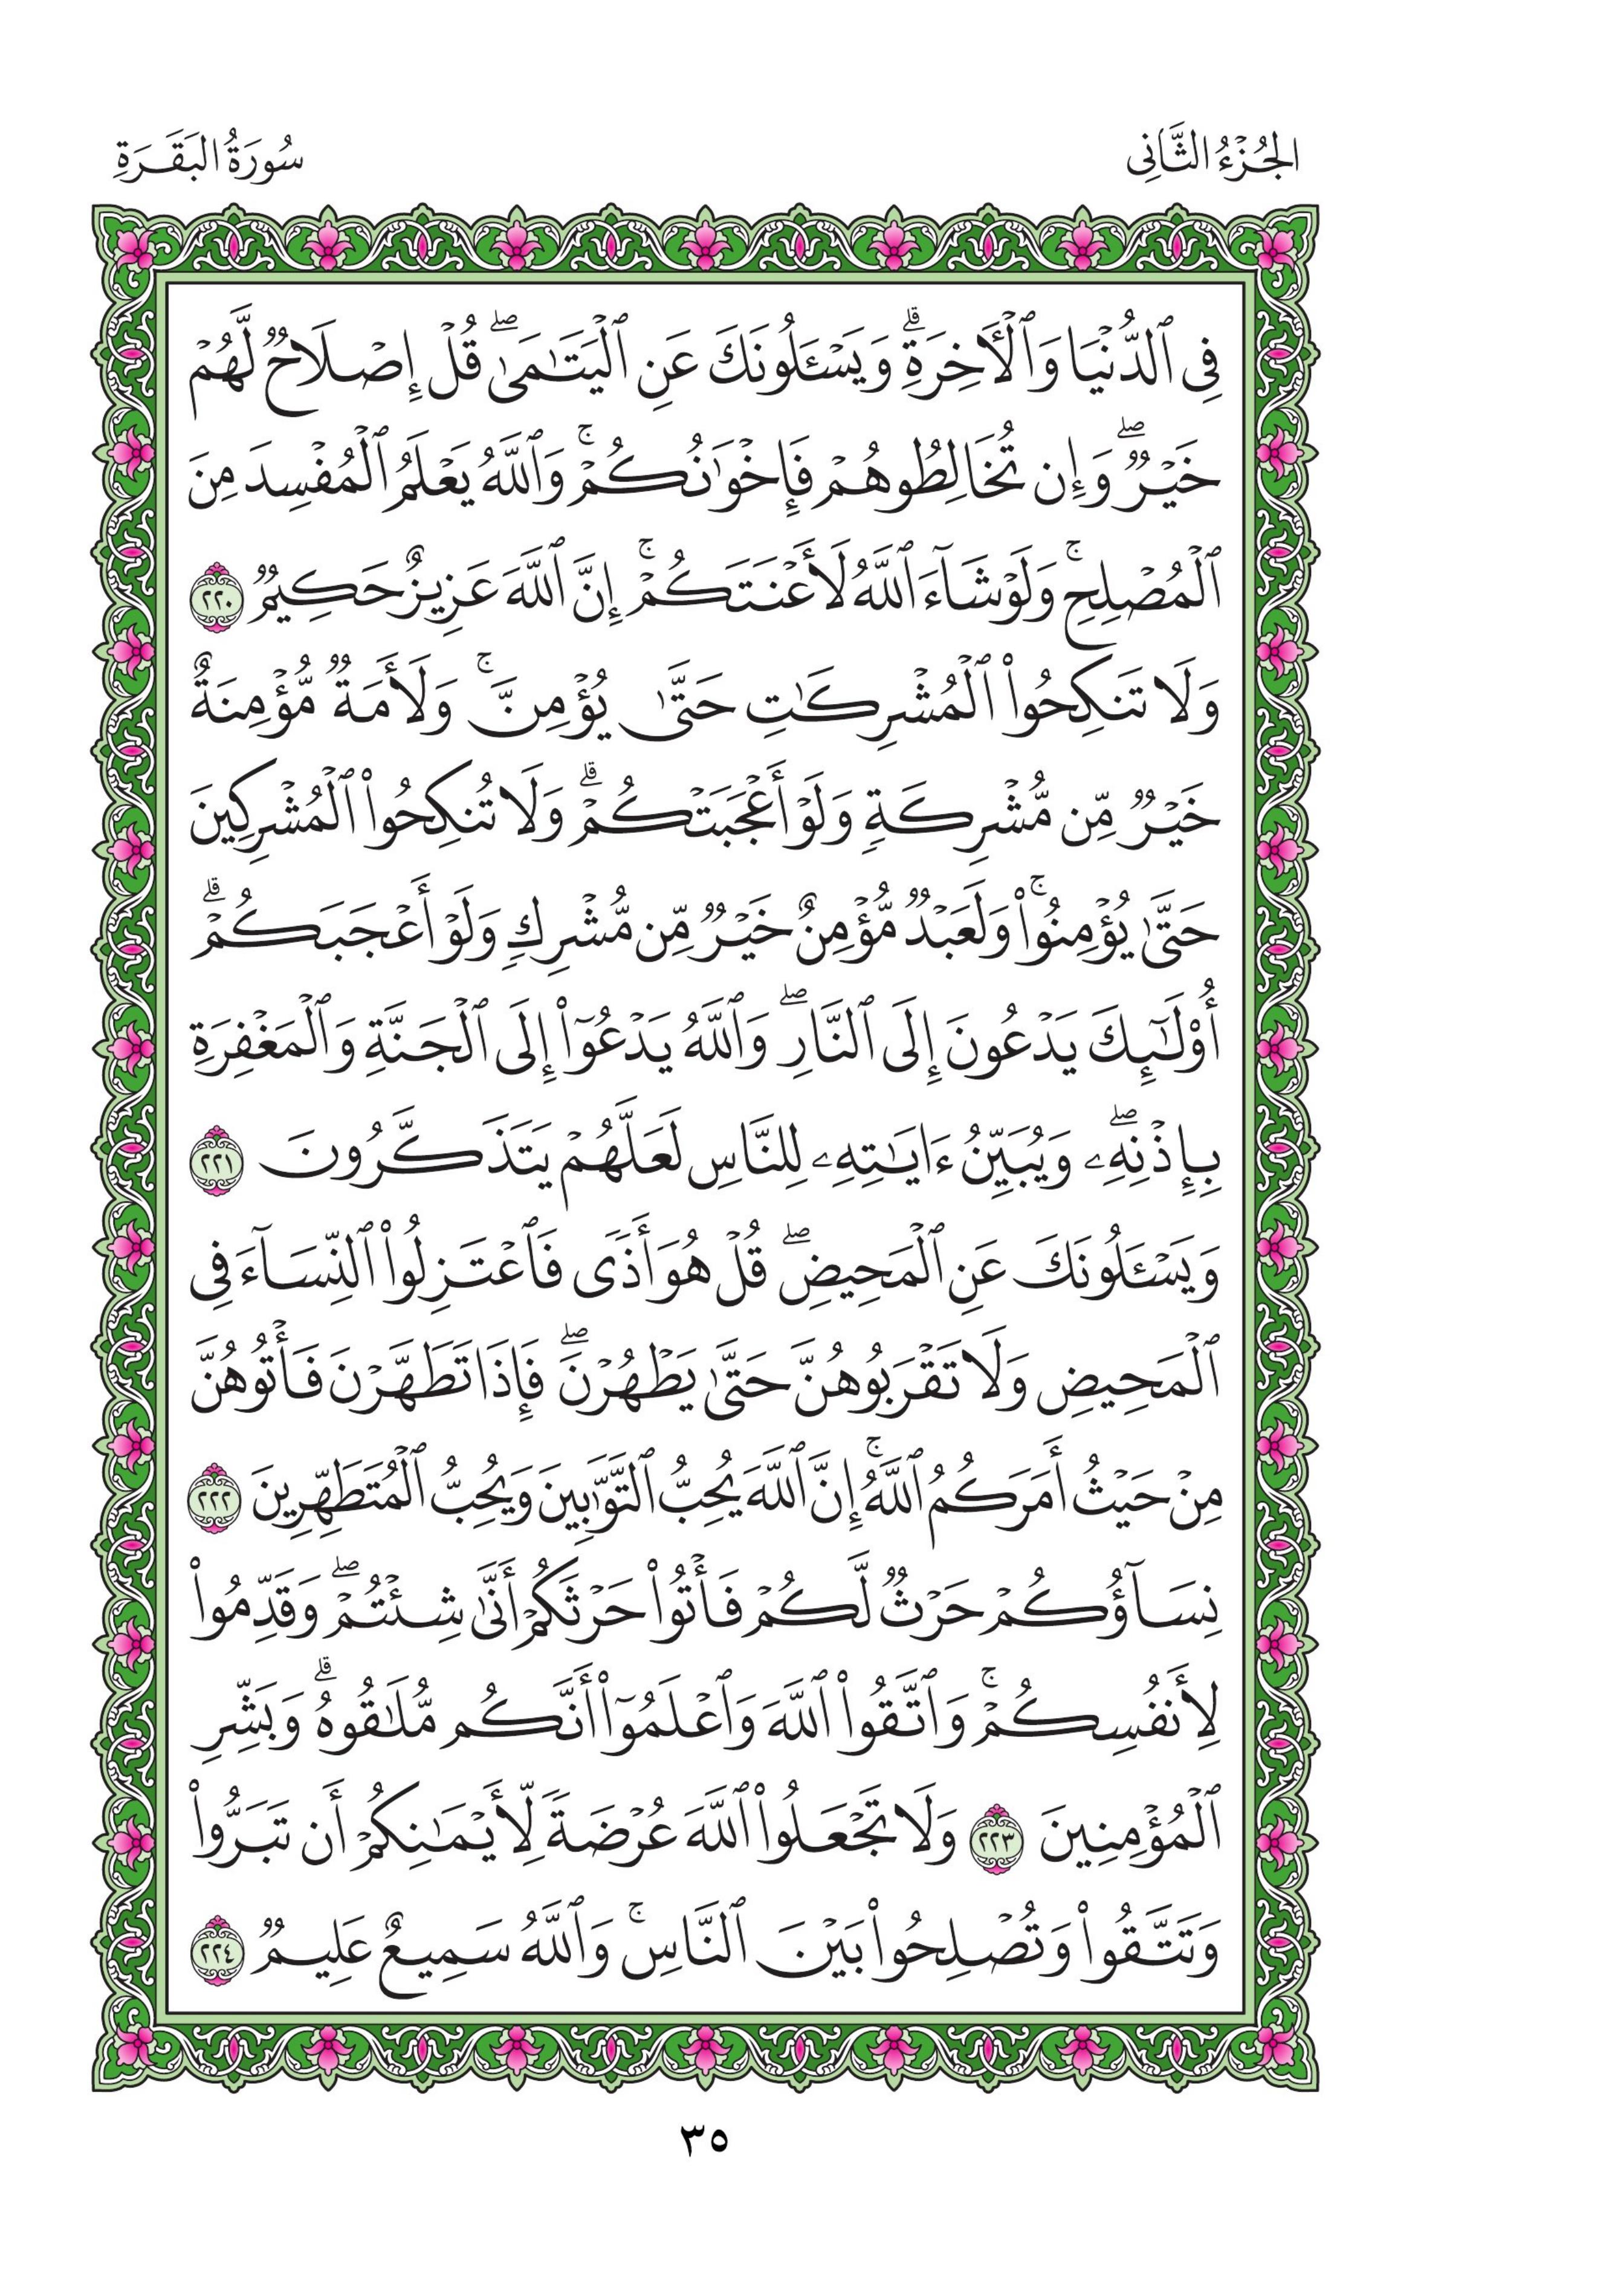 الجُزْءُ الثَّانِى
سُورَةُ البَقَرَةِ
فِى ٱلدُّنْيَا وَٱلْأَخِرَةِ ۗ وَيَسْـَٔلُونَكَ عَنِ ٱلْيَتَـٰمَىٰ ۖ قُلْ إِصْلَاحٌ لَّهُمْ
خَيْرٌ ۖ وَإِن تُخَالِطُوهُمْ فَإِخْوَٰنُكُمْ ۚ وَٱللَّهُ يَعْلَمُ ٱلْمُفْسِدَ مِنَ
ٱلْمُصْلِحِ ۚ وَلَوْ شَآءَ ٱللَّهُ لَأَعْنَتَكُمْ ۚ إِنَّ ٱللَّهَ عَزِيزٌ حَكِيمٌ ٢٢٠
وَلَا تَنكِحُوا۟ ٱلْمُشْرِكَـٰتِ حَتَّىٰ يُؤْمِنَّ ۚ وَلَأَمَةٌ مُّؤْمِنَةٌ
خَيْرٌ مِّن مُّشْرِكَةٍ وَلَوْ أَعْجَبَتْكُمْ ۗ وَلَا تُنكِحُوا۟ ٱلْمُشْرِكِينَ
حَتَّىٰ يُؤْمِنُوا۟ ۚ وَلَعَبْدٌ مُّؤْمِنٌ خَيْرٌ مِّن مُّشْرِكٍ وَلَوْ أَعْجَبَكُمْ ۗ
أُو۟لَـٰٓئِكَ يَدْعُونَ إِلَى ٱلنَّارِ ۖ وَٱللَّهُ يَدْعُوٓا۟ إِلَى ٱلْجَنَّةِ وَٱلْمَغْفِرَةِ
بِإِذْنِهِۦ ۖ وَيُبَيِّنُ ءَايَـٰتِهِۦ لِلنَّاسِ لَعَلَّهُمْ يَتَذَكَّرُونَ ٢٢١
وَيَسْـَٔلُونَكَ عَنِ ٱلْمَحِيضِ ۖ قُلْ هُوَ أَذًى فَٱعْتَزِلُوا۟ ٱلنِّسَآءَ فِى
ٱلْمَحِيضِ وَلَا تَقْرَبُوهُنَّ حَتَّىٰ يَطْهُرْنَ ۖ فَإِذَا تَطَهَّرْنَ فَأْتُوهُنَّ
مِنْ حَيْثُ أَمَرَكُمُ ٱللَّهُ ۚ إِنَّ ٱللَّهَ يُحِبُّ ٱلتَّوَّٰبِينَ وَيُحِبُّ ٱلْمُتَطَهِّرِينَ ٢٢٢
نِسَآؤُكُمْ حَرْثٌ لَّكُمْ فَأْتُوا۟ حَرْثَكُمْ أَنَّىٰ شِئْتُمْ ۖ وَقَدِّمُوا۟
لِأَنفُسِكُمْ ۚ وَٱتَّقُوا۟ ٱللَّهَ وَٱعْلَمُوٓا۟ أَنَّكُم مُّلَـٰقُوهُ ۗ وَبَشِّرِ
ٱلْمُؤْمِنِينَ ٢٢٣ وَلَا تَجْعَلُوا۟ ٱللَّهَ عُرْضَةً لِّأَيْمَـٰنِكُمْ أَن تَبَرُّوا۟
وَتَتَّقُوا۟ وَتُصْلِحُوا۟ بَيْنَ ٱلنَّاسِ ۚ وَٱللَّهُ سَمِيعٌ عَلِيمٌ ٢٢٤
٣٥